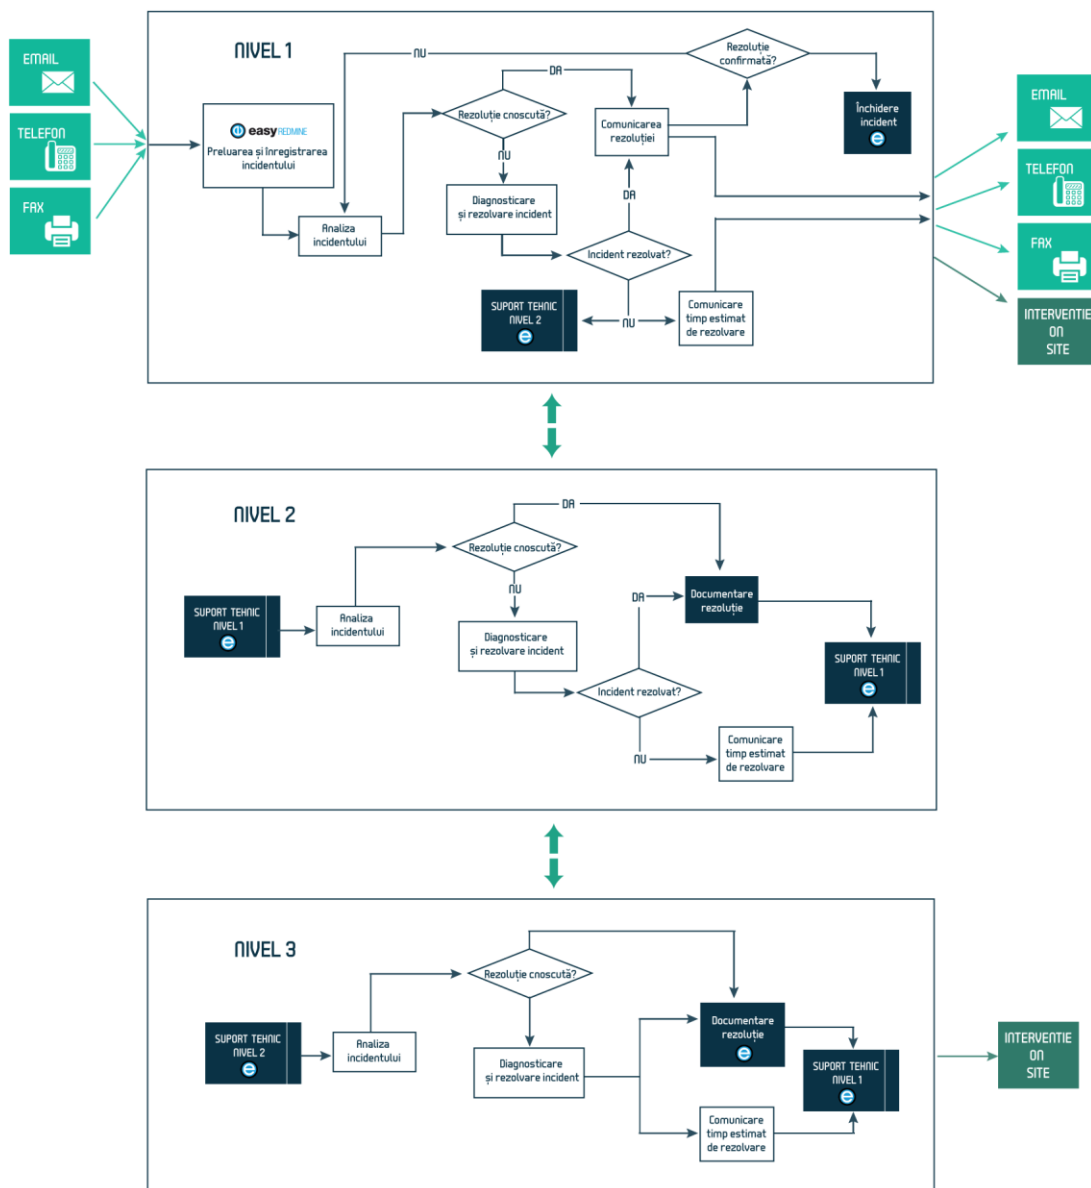 NIVEL 1
EMAIL
TELEFON
FAX
easy REDMINE
Preluarea și înregistrarea
incidentului
Analiza
incidentului
NU
DA
Rezoluție cnoscută?
NU
Diagnosticare
și rezolvare incident
Comunicarea
rezoluției
DA
Incident rezolvat?
NU
SUPORT TEHNIC
NIVEL 2
Comunicare
timp estimat
de rezolvare
Rezoluție
confirmată?
Închidere
incident
EMAIL
TELEFON
FAX
INTERVENTIE
ON
SITE
NIVEL 2
SUPORT TEHNIC
NIVEL 1
Analiza
incidentului
Rezoluție cnoscută?
DA
NU
Diagnosticare
și rezolvare incident
DA
Incident rezolvat?
NU
Documentare
rezoluție
Comunicare
timp estimat
de rezolvare
SUPORT TEHNIC
NIVEL 1
NIVEL 3
SUPORT TEHNIC
NIVEL 2
Analiza
incidentului
Rezoluție cnoscută?
Diagnosticare
și rezolvare incident
Documentare
rezoluție
Comunicare
timp estimat
de rezolvare
SUPORT TEHNIC
NIVEL 1
INTERVENTIE
ON
SITE